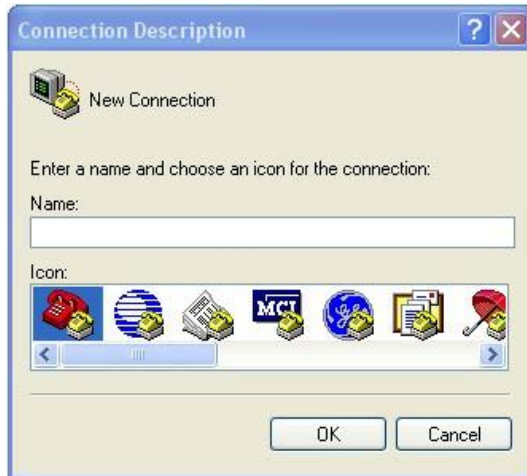 Connection Description
New Connection
Enter a name and choose an icon for the connection:
Name:
Icon:
MCI
OK Cancel